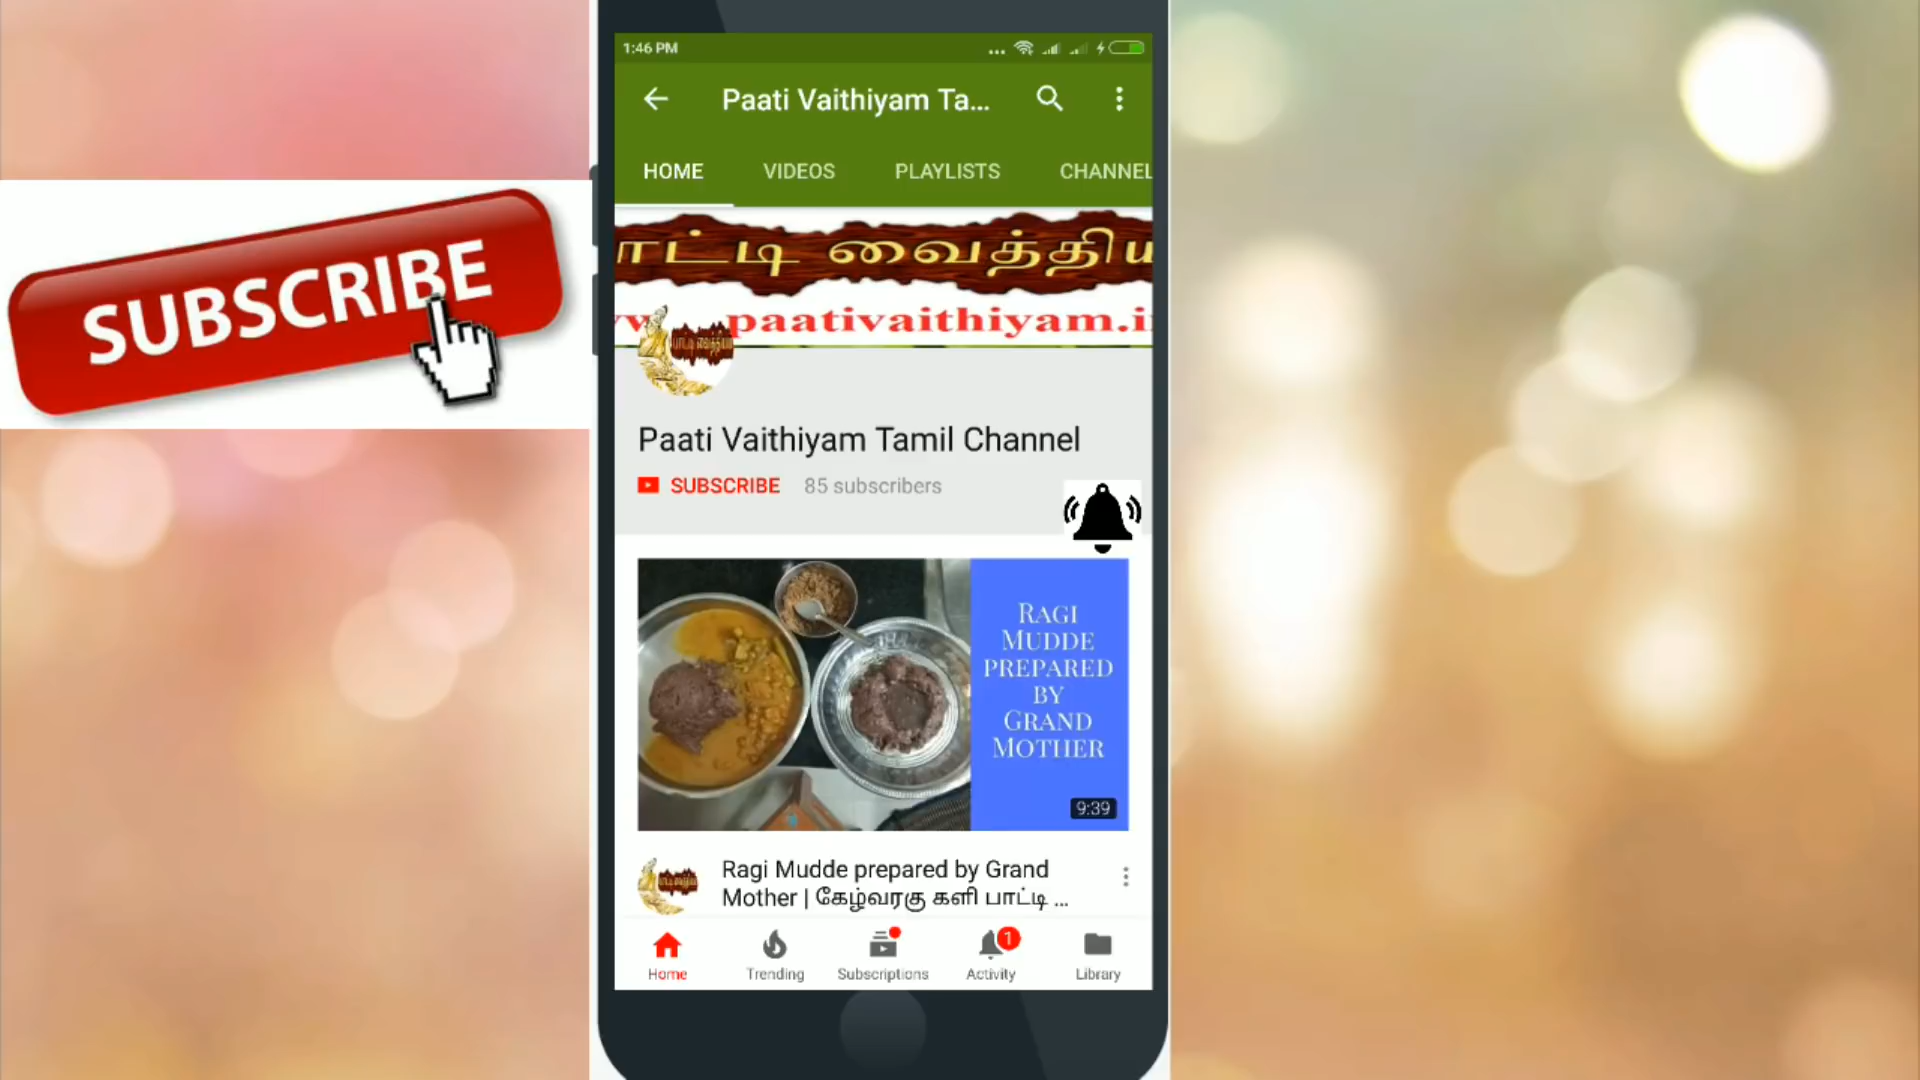 SUBSCRIBE
1:46 PM
Paati Vaithiyam Ta...
HOME VIDEOS PLAYLISTS CHANNEL
ாட்டி வைத்திய
paativaithiyam.i
Paati Vaithiyam Tamil Channel
SUBSCRIBE 85 subscribers
RAGI
MUDDE
PREPARED
BY
GRAND
MOTHER
9:39
Ragi Mudde prepared by Grand
Mother | கேழ்வரகு களி பாட்டி ...
1
Home Trending Subscriptions Activity Library